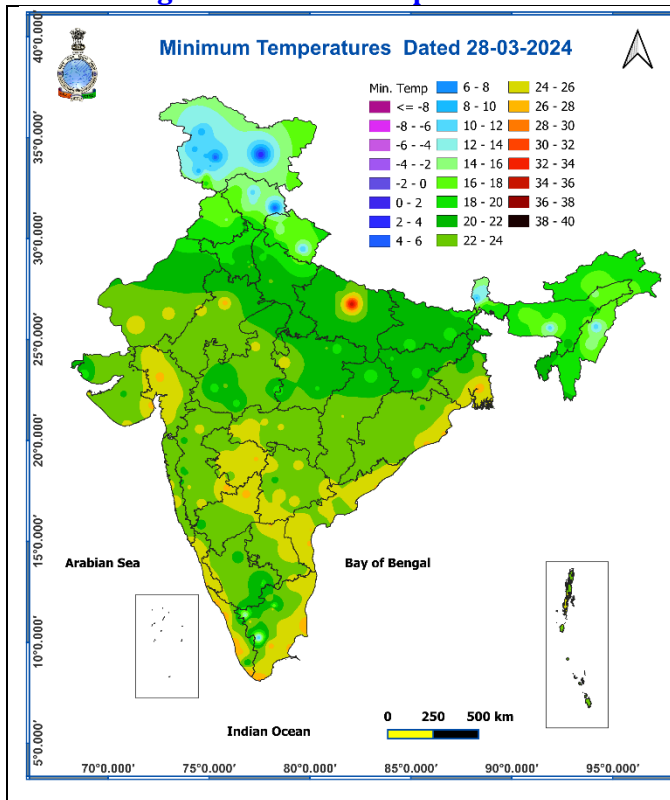 Minimum Temperatures Dated 28-03-2024
Min. Temp
<= -8
-8 - -6
-6 - -4
-4 - -2
-2 - 0
0 - 2
2 - 4
4 - 6
6 - 8
8 - 10
10 - 12
12 - 14
14 - 16
16 - 18
18 - 20
20 - 22
22 - 24
24 - 26
26 - 28
28 - 30
30 - 32
32 - 34
34 - 36
36 - 38
38 - 40
40°0.000'
35°0.000'
30°0.000'
25°0.000'
20°0.000'
15°0.000'
10°0.000'
5°0.000'
Arabian Sea
Bay of Bengal
Indian Ocean
0 250 500 km
70°0.000' 75°0.000' 80°0.000' 85°0.000' 90°0.000' 95°0.000'